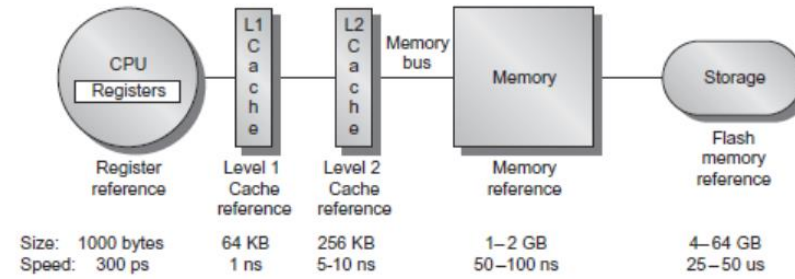 CPU
Registers
L1
Cache
L2
Cache
Memory
bus
Memory
Storage
Register
reference
Level 1
Cache
reference
Level 2
Cache
reference
Memory
reference
Flash
memory
reference
Size: 1000 bytes 64 KB 256 KB 1–2 GB 4–64 GB
Speed: 300 ps 1 ns 5-10 ns 50–100 ns 25–50 us